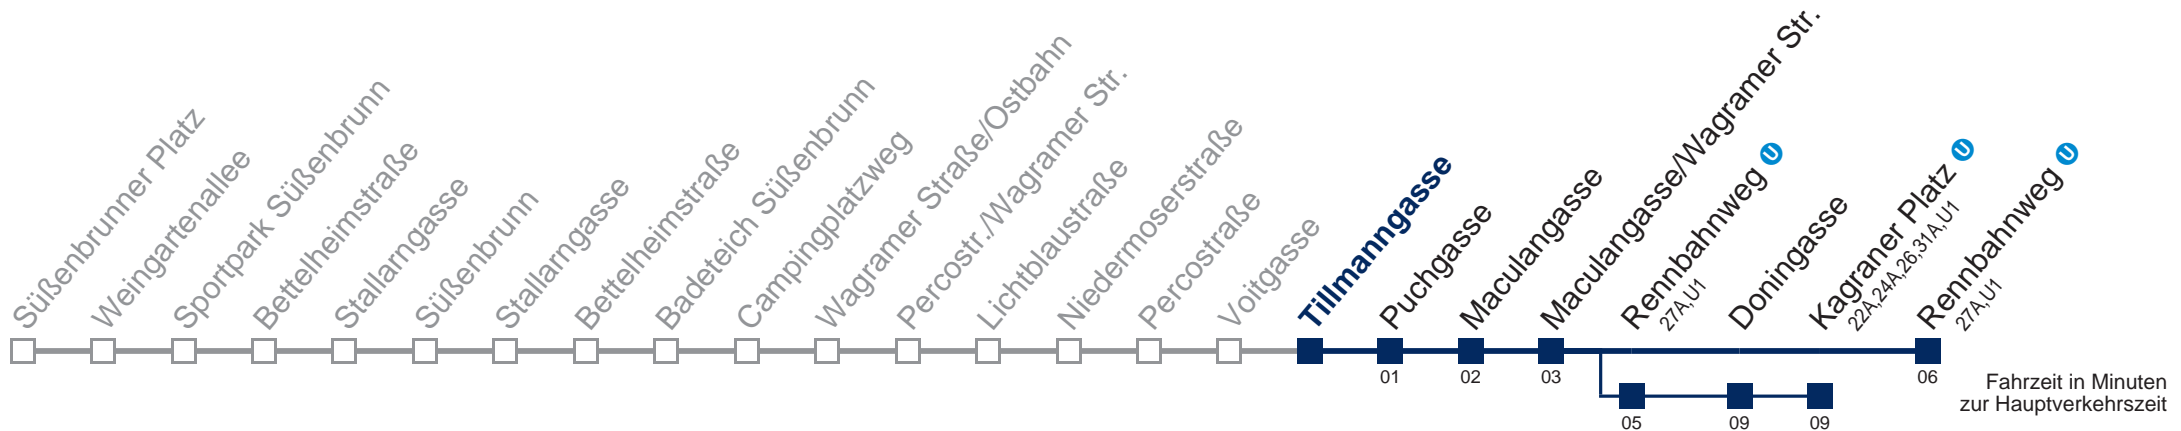 Süßenbrunner Platz
Weingartenallee
Sportpark Süßenbrunn
Bettelheimstraße
Stallarngasse
Süßenbrunn
Stallarngasse
Bettelheimstraße
Badeteich Süßenbrunn
Campingplatzweg
Wagramer Straße/Ostbahn
Percostr./Wagramer Str.
Lichtblaustraße
Niedermoserstraße
Percostraße
Voitgasse
Tillmanngasse
Puchgasse
Maculangasse
Maculangasse/Wagramer Str.
Rennbahnweg U
27A,U1
Doningasse
Kagraner Platz U
22A,24A,26,31A,U1
Rennbahnweg U
27A,U1
01
02
03
06
05
09
09
Fahrzeit in Minuten
zur Hauptverkehrszeit